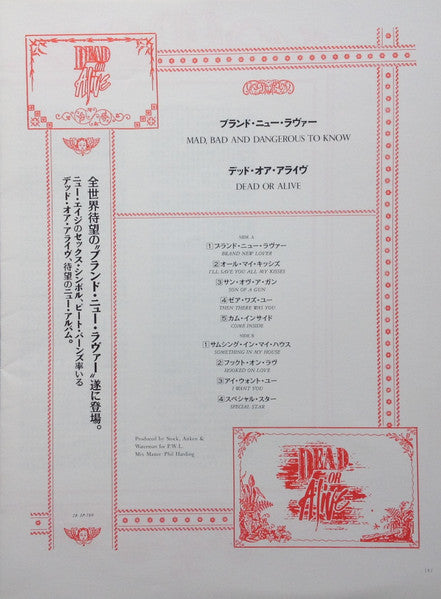 DEAD
OR
ALIVE
ブランド・ニュー・ラヴァー
MAD, BAD AND DANGEROUS TO KNOW
デッド・オア・アライヴ
DEAD OR ALIVE
全世界待望の“ブランド・ニュー・ラヴァー”遂に登場。
ニュー・エイジのセックス・シンボル、ピート・バーンズ率いる
デッド・オア・アライヴ、待望のニュー・アルバム。
SIDE A
1 ブランド・ニュー・ラヴァー
BRAND NEW LOVER
2 オール・マイ・キッシズ
I'LL SAVE YOU ALL MY KISSES
3 サン・オヴ・ア・ガン
SON OF A GUN
4 ゼア・ワズ・ユー
THEN THERE WAS YOU
5 カム・インサイド
COME INSIDE
SIDE B
1 サムシング・イン・マイ・ハウス
SOMETHING IN MY HOUSE
2 フックト・オン・ラヴ
HOOKED ON LOVE
3 アイ・ウォント・ユー
I WANT YOU
4 スペシャル・スター
SPECIAL STAR
Produced by Stock, Aitken &
Waterman for P.W.L.
Mix Master: Phil Harding
DEAD
OR
ALIVE